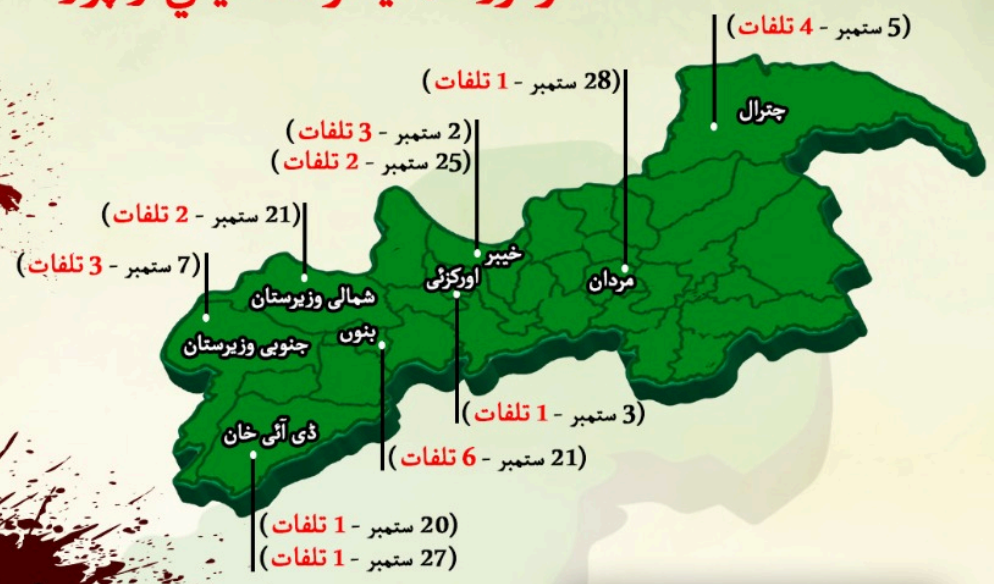 (5 ستمبر - 4 تلفات)
چترال
(28 ستمبر - 1 تلفات)
(2 ستمبر - 3 تلفات)
(25 ستمبر - 2 تلفات)
(21 ستمبر - 2 تلفات)
(7 ستمبر - 3 تلفات)
خیبر
اورکزئی
مردان
شمالی وزیرستان
بنوں
جنوبی وزیرستان
(3 ستمبر - 1 تلفات)
ڈی آئی خان
(21 ستمبر - 6 تلفات)
(20 ستمبر - 1 تلفات)
(27 ستمبر - 1 تلفات)